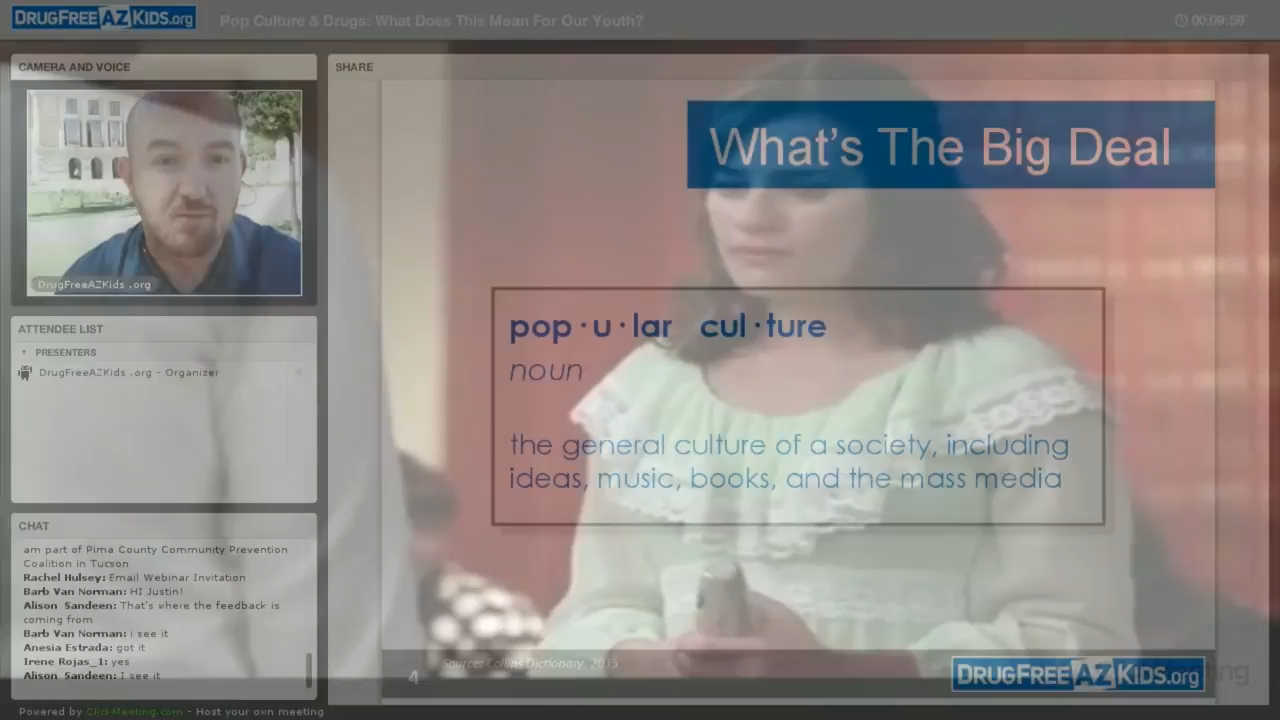 DRUGFREEAZKIDS.org
Pop Culture & Drugs: What Does This Mean For Our Youth?
00:09:59
CAMERA AND VOICE
DrugFreeAZKids .org
SHARE
What's The Big Deal
pop·u·lar cul·ture
noun
the general culture of a society, including
ideas, music, books, and the mass media
Source: Collins Dictionary, 2015
4
DRUGFREEAZKIDS.org
ATTENDEE LIST
PRESENTERS
DrugFreeAZKids .org - Organizer
CHAT
am part of Pima County Community Prevention
Coalition in Tucson
Rachel Hulsey: Email Webinar Invitation
Barb Van Norman: HI Justin!
Alison Sandeen: That's where the feedback is
coming from
Barb Van Norman: i see it
Anesia Estrada: got it
Irene Rojas_1: yes
Alison Sandeen: I see it
Powered by ClickMeeting.com - Host your own meeting